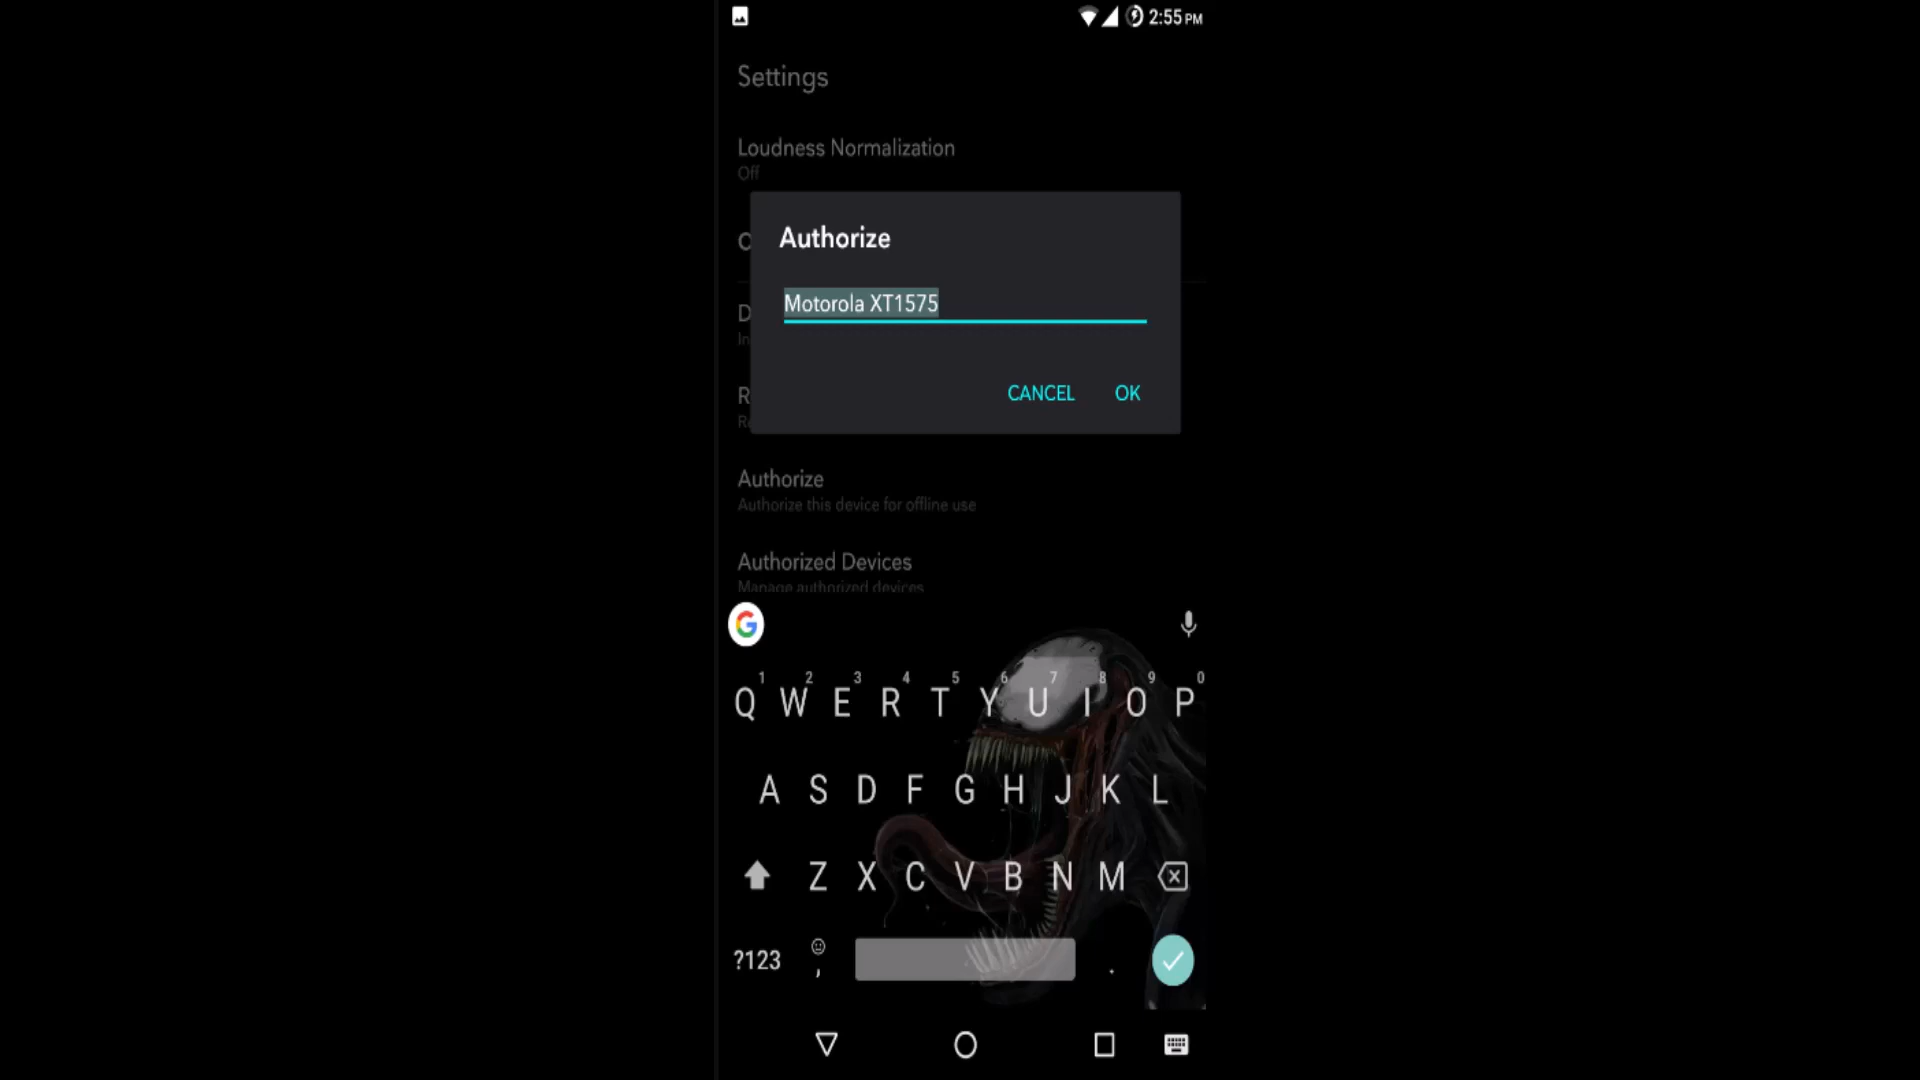 2:55 PM
Settings
Loudness Normalization
Off
Authorize
Motorola XT1575
CANCEL OK
Authorize
Authorize this device for offline use
Authorized Devices
Manage authorized devices
G
1 2 3 4 5 6 7 8 9 0
Q W E R T Y U I O P
A S D F G H J K L
Z X C V B N M
?123 , .